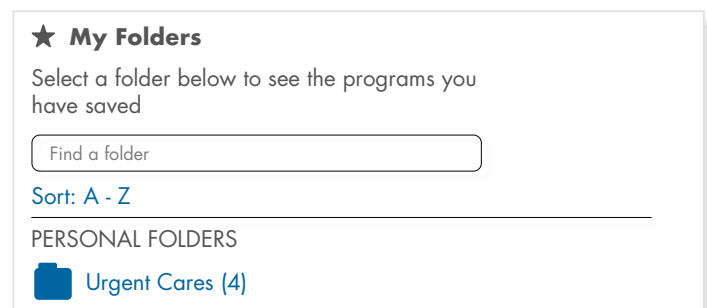 My Folders
Select a folder below to see the programs you
have saved
Find a folder
Sort: A - Z
PERSONAL FOLDERS
Urgent Cares (4)